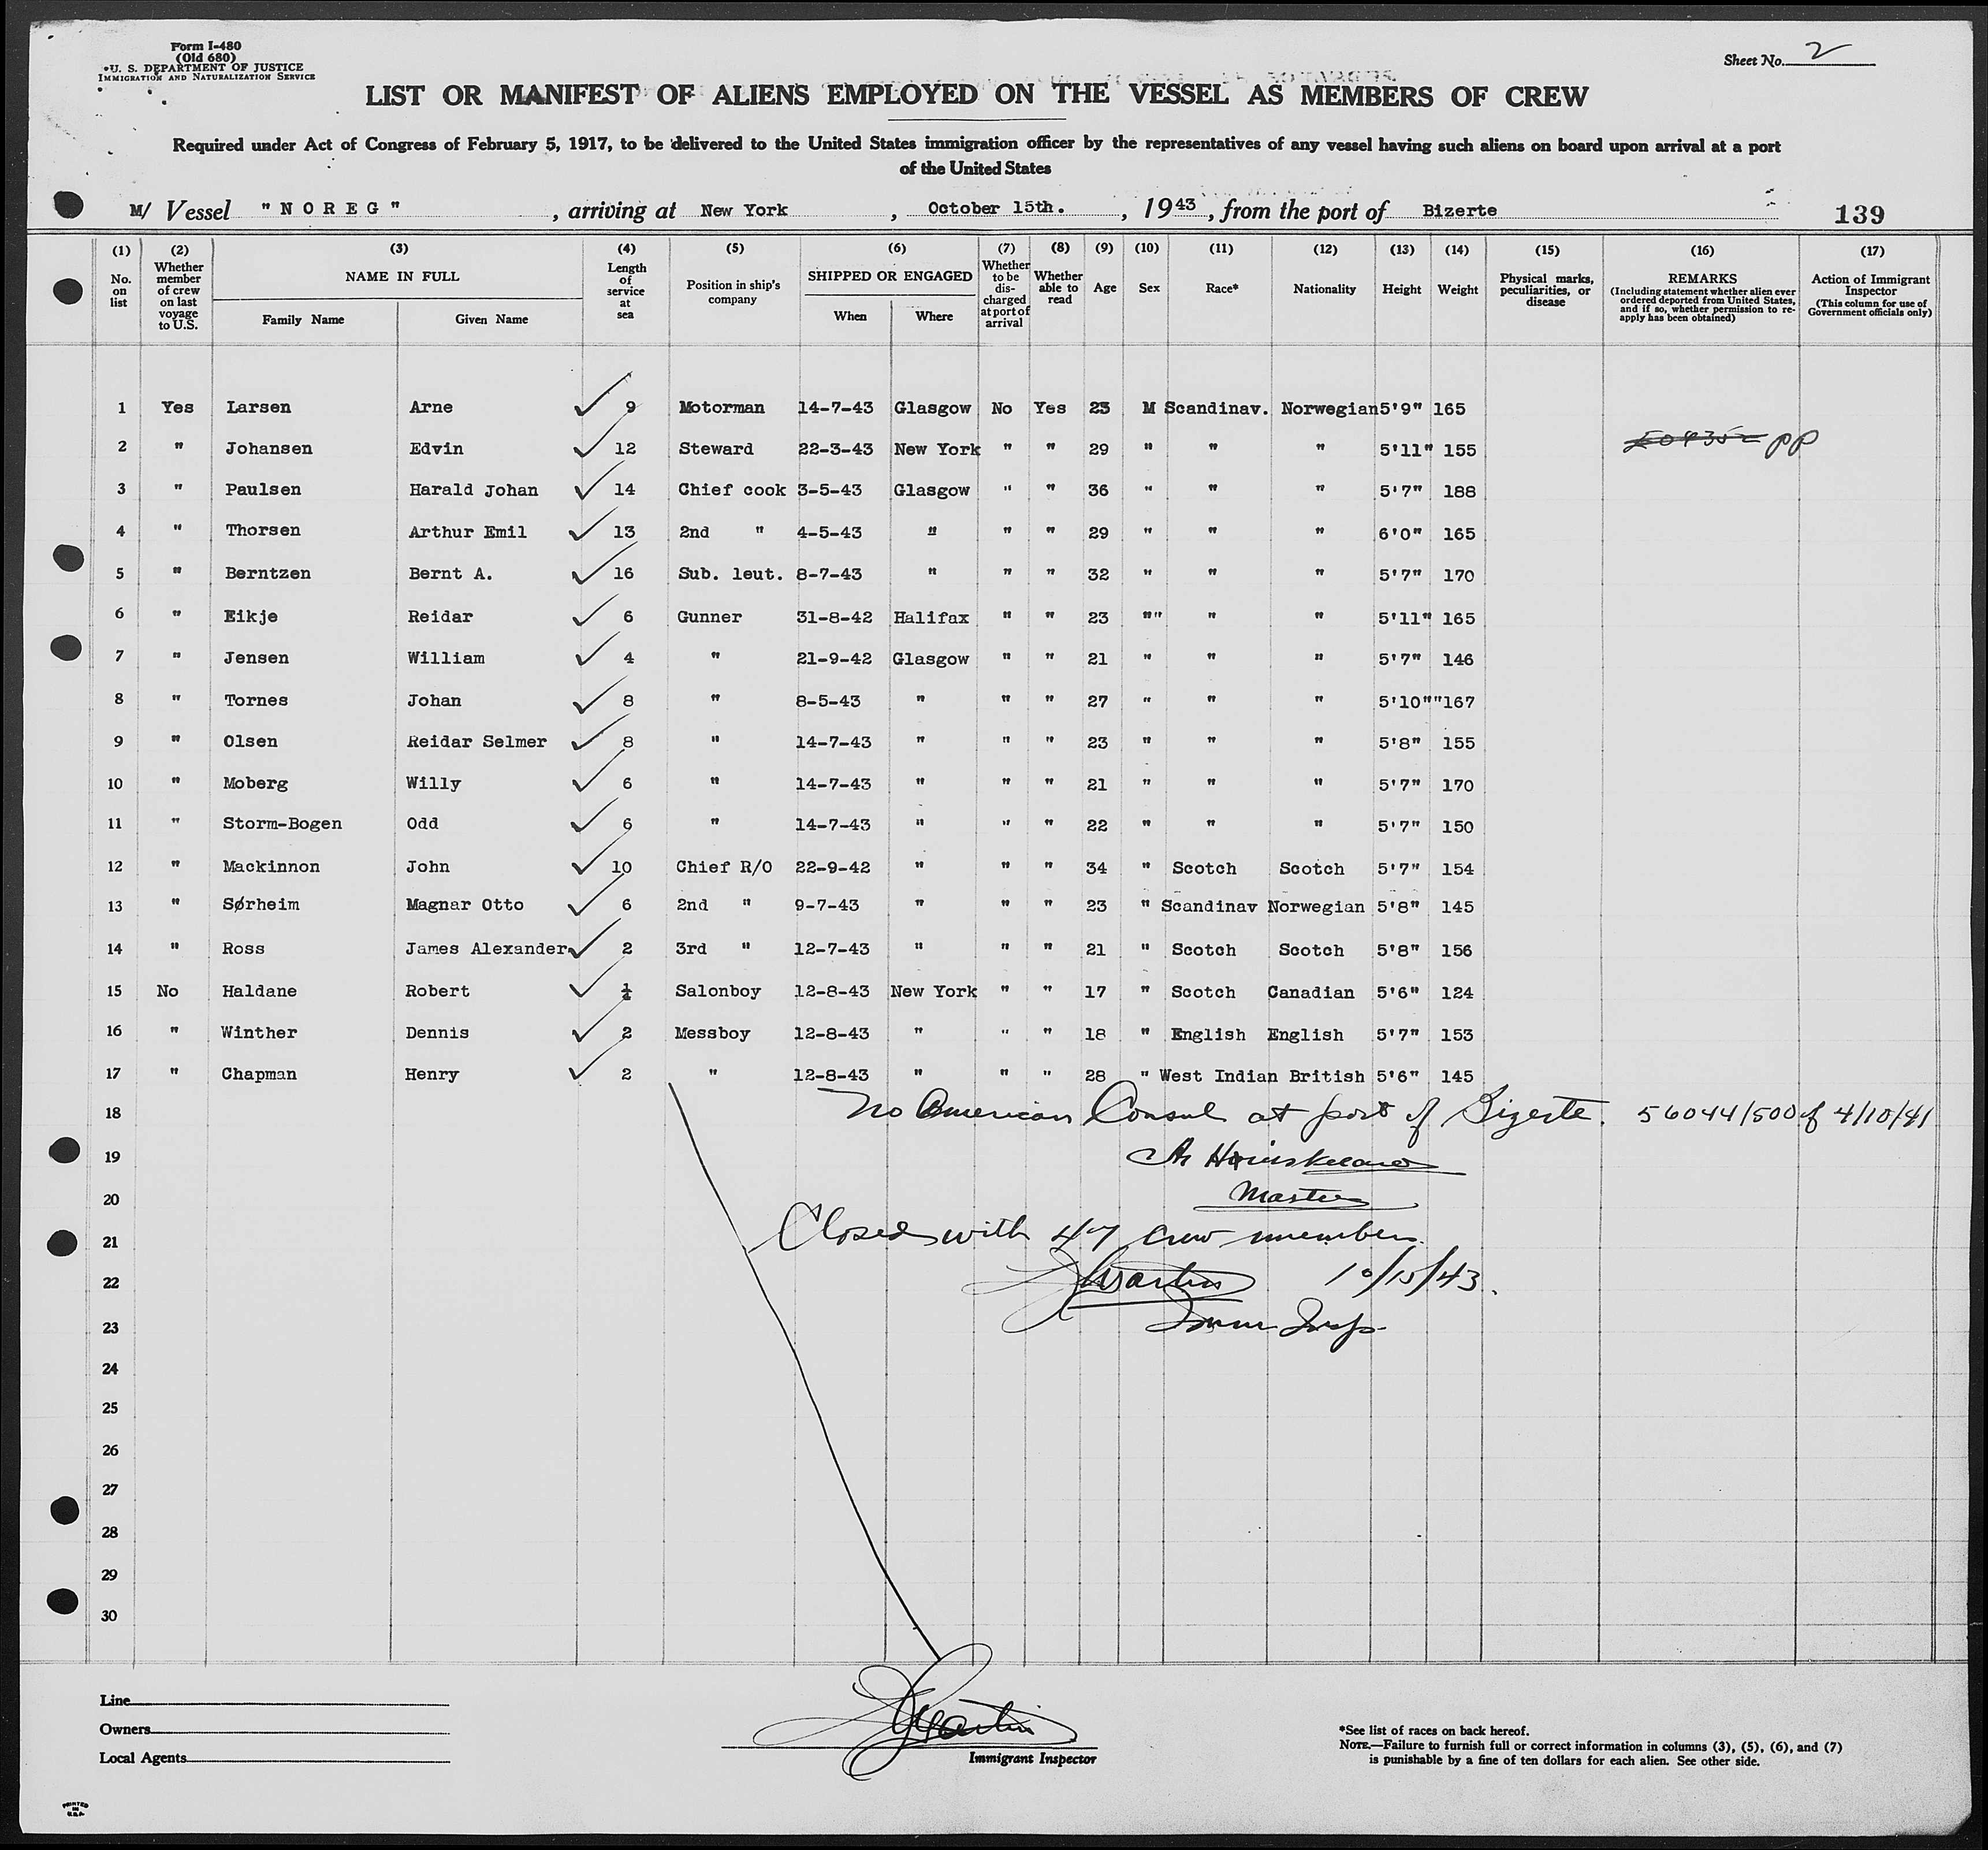 Form I-480
(Old 680)
U. S. DEPARTMENT OF JUSTICE
IMMIGRATION AND NATURALIZATION SERVICE
Sheet No. 2
LIST OR MANIFEST OF ALIENS EMPLOYED ON THE VESSEL AS MEMBERS OF CREW
Required under Act of Congress of February 5, 1917, to be delivered to the United States immigration officer by the representatives of any vessel having such aliens on board upon arrival at a port
of the United States
M/ Vessel "NOREG", arriving at New York, October 15th., 1943, from the port of Bizerte 139
(1) No. on list (2) Whether member of crew on last voyage to U.S. (3) NAME IN FULL Family Name Given Name (4) Length of service at sea (5) Position in ship's company (6) SHIPPED OR ENGAGED When Where (7) Whether to be discharged at port of arrival (8) Whether able to read (9) Age (10) Sex (11) Race* (12) Nationality (13) Height (14) Weight (15) Physical marks, peculiarities, or disease (16) REMARKS (Including statement whether alien ever ordered deported from United States, and if so, whether permission to re-apply has been obtained) (17) Action of Immigrant Inspector (This column for use of Government officials only)
1 Yes Larsen Arne 9 Motorman 14-7-43 Glasgow No Yes 23 M Scandinav. Norwegian 5'9" 165
2 " Johansen Edvin 12 Steward 22-3-43 New York " " 29 " " " 5'11" 155 pp
3 " Paulsen Harald Johan 14 Chief cook 3-5-43 Glasgow " " 36 " " " 5'7" 188
4 " Thorsen Arthur Emil 13 2nd " 4-5-43 " " " 29 " " " 6'0" 165
5 " Berntzen Bernt A. 16 Sub. leut. 8-7-43 " " " 32 " " " 5'7" 170
6 " Eikje Reidar 6 Gunner 31-8-42 Halifax " " 23 "" " " 5'11" 165
7 " Jensen William 4 " 21-9-42 Glasgow " " 21 " " " 5'7" 146
8 " Tornes Johan 8 " 8-5-43 " " " 27 " " " 5'10"" 167
9 " Olsen Reidar Selmer 8 " 14-7-43 " " " 23 " " " 5'8" 155
10 " Moberg Willy 6 " 14-7-43 " " " 21 " " " 5'7" 170
11 " Storm-Bogen Odd 6 " 14-7-43 " " " 22 " " " 5'7" 150
12 " Mackinnon John 10 Chief R/O 22-9-42 " " " 34 " Scotch Scotch 5'7" 154
13 " Sørheim Magnar Otto 6 2nd " 9-7-43 " " " 23 " Scandinav Norwegian 5'8" 145
14 " Ross James Alexander 2 3rd " 12-7-43 " " " 21 " Scotch Scotch 5'8" 156
15 No Haldane Robert Salonboy 12-8-43 New York " " 17 " Scotch Canadian 5'6" 124
16 " Winther Dennis 2 Messboy 12-8-43 " " " 18 " English English 5'7" 153
17 " Chapman Henry 2 " 12-8-43 " " " 28 " West Indian British 5'6" 145
18 No American Consul at port of Bizerte. 56044/500 of 4/10/41
19
20 Master
21 Closed with 47 crew members.
22 Martin 10/15/43.
23 Imm Insp.
24
25
26
27
28
29
30
Line
Owners
Local Agents
Martin
Immigrant Inspector
*See list of races on back hereof.
NOTE.—Failure to furnish full or correct information in columns (3), (5), (6), and (7)
is punishable by a fine of ten dollars for each alien. See other side.
PRINTED
IN
U.S.A.